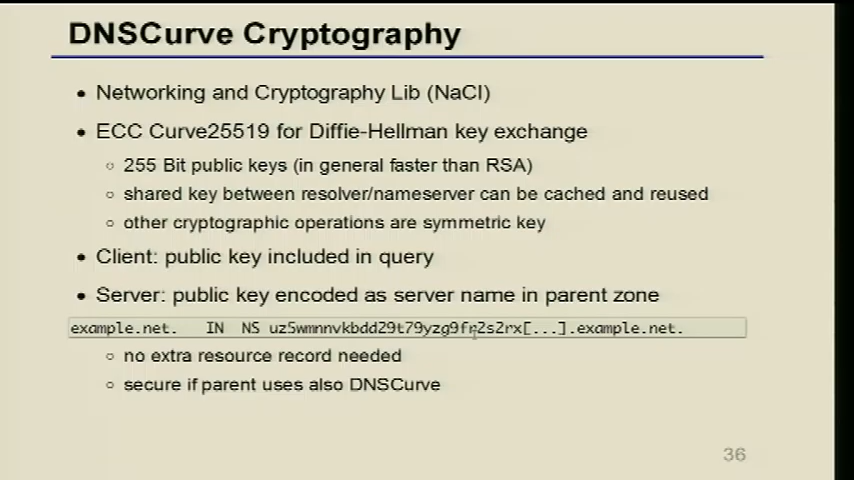 DNSCurve Cryptography
• Networking and Cryptography Lib (NaCl)
• ECC Curve25519 for Diffie-Hellman key exchange
○ 255 Bit public keys (in general faster than RSA)
○ shared key between resolver/nameserver can be cached and reused
○ other cryptographic operations are symmetric key
• Client: public key included in query
• Server: public key encoded as server name in parent zone
example.net. IN NS uz5wmnnvkbdd29t79yzg9fr2s2rx[...].example.net.
○ no extra resource record needed
○ secure if parent uses also DNSCurve
36